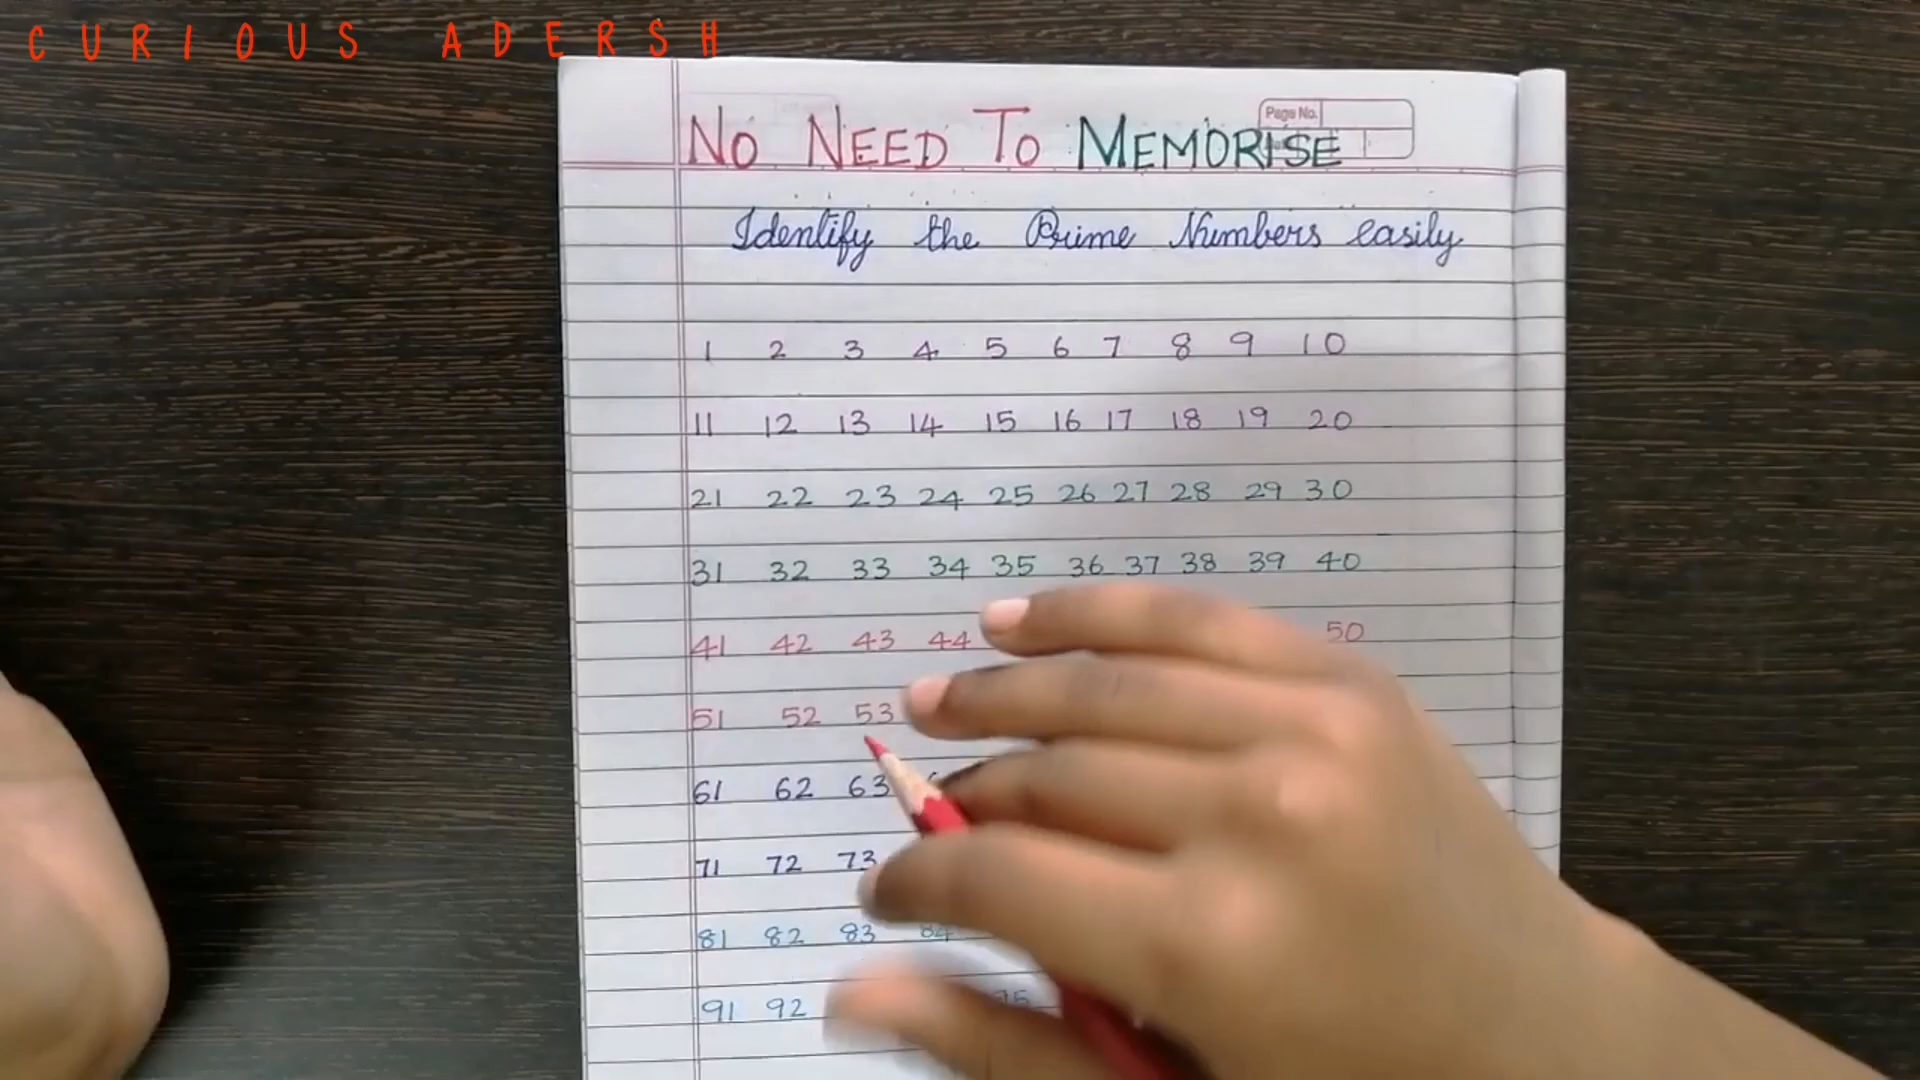 CURIOUS ADERSH
Page No.
NO NEED TO MEMORISE
Identify the Prime Numbers easily
1 2 3 4 5 6 7 8 9 10
11 12 13 14 15 16 17 18 19 20
21 22 23 24 25 26 27 28 29 30
31 32 33 34 35 36 37 38 39 40
41 42 43 44 50
51 52 53
61 62 63
71 72 73
81 82 83 84
91 92